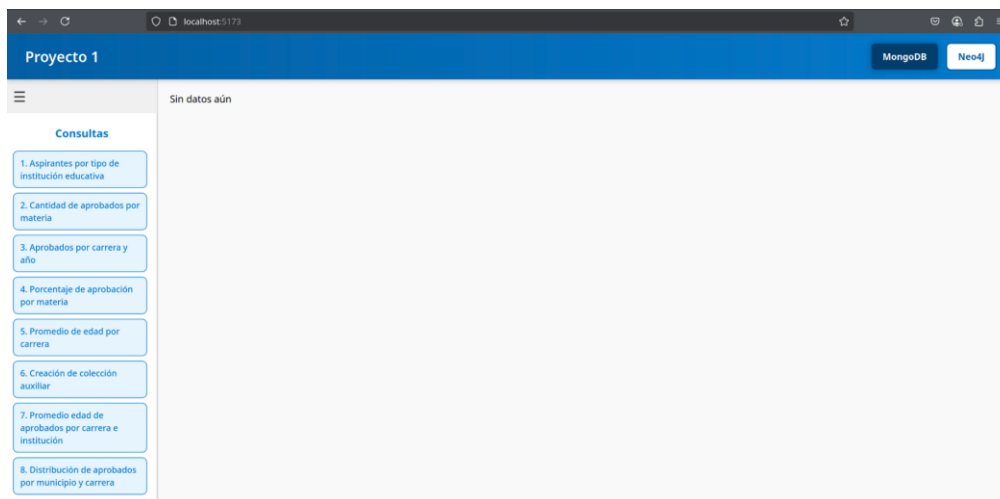 localhost:5173
Proyecto 1
MongoDB
Neo4J
Sin datos aún
Consultas
1. Aspirantes por tipo de
institución educativa
2. Cantidad de aprobados por
materia
3. Aprobados por carrera y
año
4. Porcentaje de aprobación
por materia
5. Promedio de edad por
carrera
6. Creación de colección
auxiliar
7. Promedio edad de
aprobados por carrera e
institución
8. Distribución de aprobados
por municipio y carrera